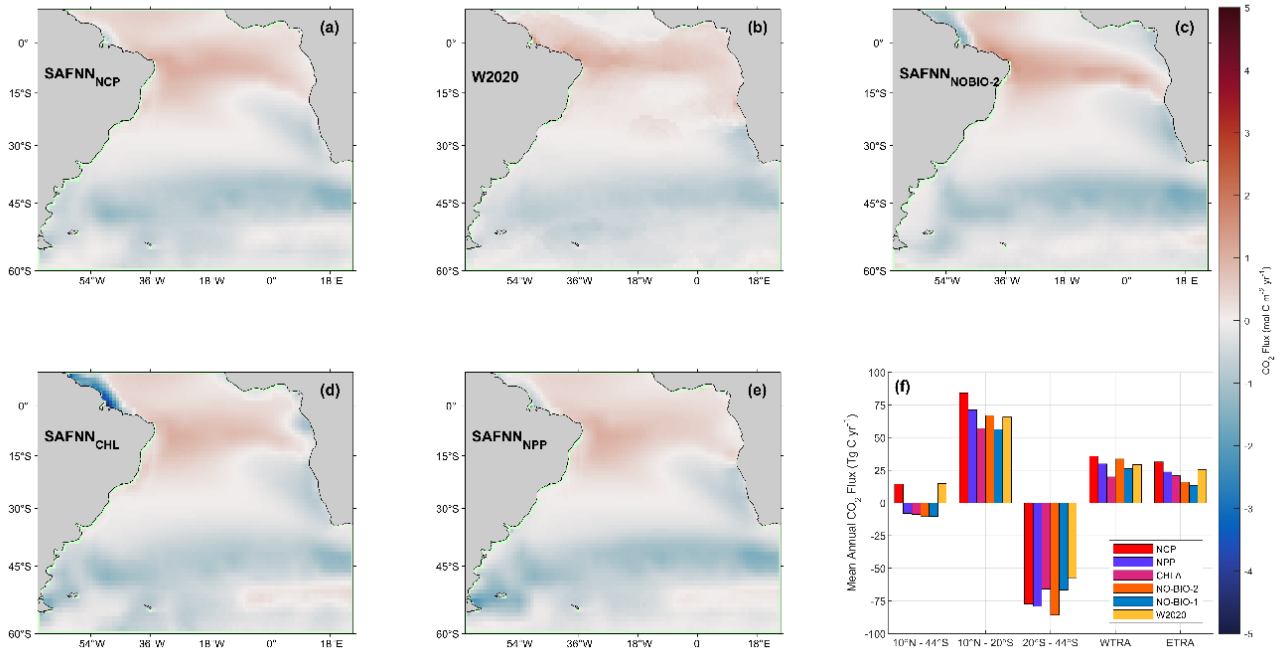 (a)
SAFNN_NCP
0°
15°S
30°S
45°S
60°S
54°W 36°W 18°W 0° 18°E
(b)
W2020
0°
15°S
30°S
45°S
60°S
54°W 36°W 18°W 0° 18°E
(c)
SAFNN_NOBIO-2
0°
15°S
30°S
45°S
60°S
54°W 36°W 18°W 0° 18°E
5
4
3
2
1
0
-1
-2
-3
-4
-5
CO₂ Flux (mol C m⁻² yr⁻¹)
(d)
SAFNN_CHL
0°
15°S
30°S
45°S
60°S
54°W 36°W 18°W 0° 18°E
(e)
SAFNN_NPP
0°
15°S
30°S
45°S
60°S
54°W 36°W 18°W 0° 18°E
(f)
Mean Annual CO₂ Flux (Tg C yr⁻¹)
100
75
50
25
0
-25
-50
-75
-100
NCP
NPP
CHLA
NO-BIO-2
NO-BIO-1
W2020
10°N - 44°S 10°N - 20°S 20°S - 44°S WTRA ETRA